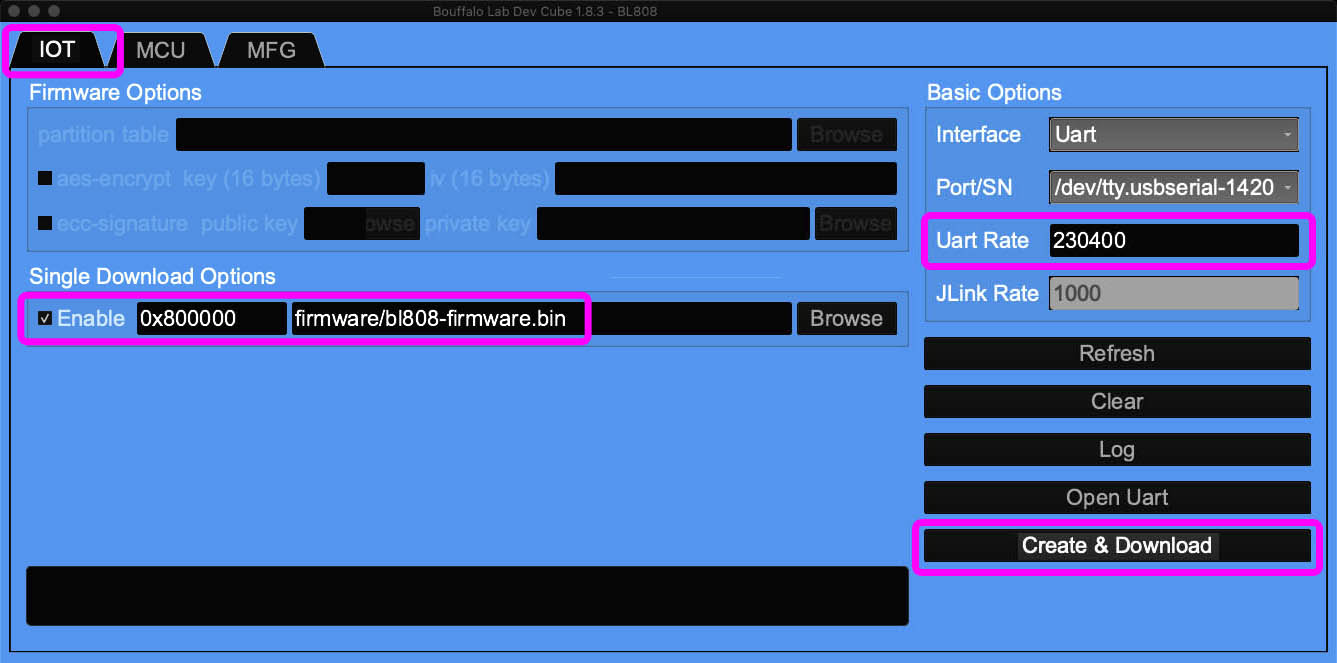 Bouffalo Lab Dev Cube 1.8.3 - BL808
IOT MCU MFG
Firmware Options
partition table Browse
aes-encrypt key (16 bytes) iv (16 bytes)
ecc-signature public key owse private key Browse
Single Download Options
Enable 0x800000 firmware/bl808-firmware.bin Browse
Basic Options
Interface Uart
Port/SN /dev/tty.usbserial-1420
Uart Rate 230400
JLink Rate 1000
Refresh
Clear
Log
Open Uart
Create & Download